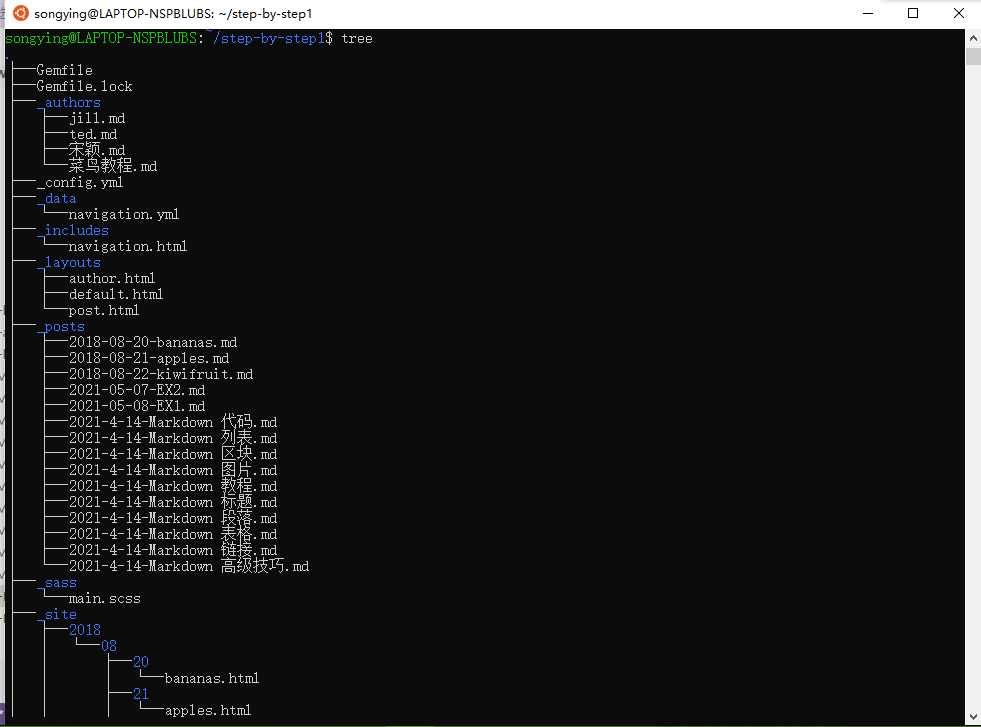 songying@LAPTOP-NSPBLUBS: ~/step-by-step1
songying@LAPTOP-NSPBLUBS:~/step-by-step1$ tree
.
├──Gemfile
├──Gemfile.lock
├──_authors
│   ├──jill.md
│   ├──ted.md
│   ├──宋颖.md
│   └──菜鸟教程.md
├──_config.yml
├──_data
│   └──navigation.yml
├──_includes
│   └──navigation.html
├──_layouts
│   ├──author.html
│   ├──default.html
│   └──post.html
├──_posts
│   ├──2018-08-20-bananas.md
│   ├──2018-08-21-apples.md
│   ├──2018-08-22-kiwifruit.md
│   ├──2021-05-07-EX2.md
│   ├──2021-05-08-EX1.md
│   ├──2021-4-14-Markdown 代码.md
│   ├──2021-4-14-Markdown 列表.md
│   ├──2021-4-14-Markdown 区块.md
│   ├──2021-4-14-Markdown 图片.md
│   ├──2021-4-14-Markdown 教程.md
│   ├──2021-4-14-Markdown 标题.md
│   ├──2021-4-14-Markdown 段落.md
│   ├──2021-4-14-Markdown 表格.md
│   ├──2021-4-14-Markdown 链接.md
│   └──2021-4-14-Markdown 高级技巧.md
├──_sass
│   └──main.scss
├──_site
│   ├──2018
│   │   └──08
│   │       ├──20
│   │       │   └──bananas.html
│   │       ├──21
│   │       │   └──apples.html